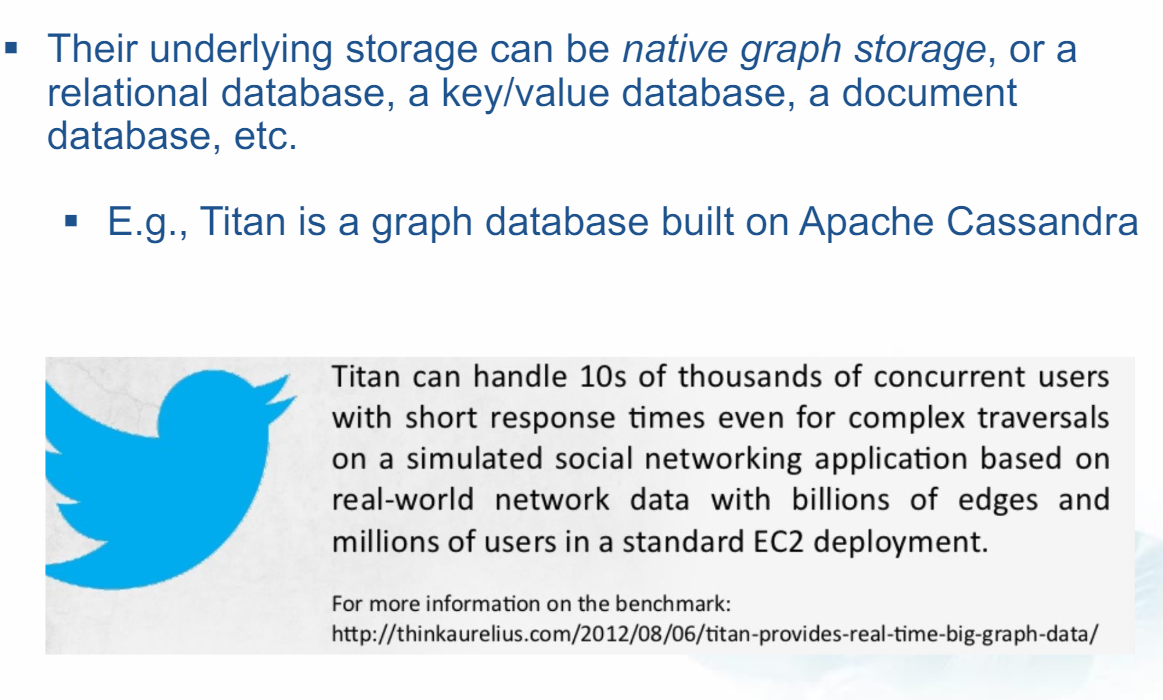 ▪ Their underlying storage can be native graph storage, or a
relational database, a key/value database, a document
database, etc.
▪ E.g., Titan is a graph database built on Apache Cassandra
Titan can handle 10s of thousands of concurrent users
with short response times even for complex traversals
on a simulated social networking application based on
real-world network data with billions of edges and
millions of users in a standard EC2 deployment.
For more information on the benchmark:
http://thinkaurelius.com/2012/08/06/titan-provides-real-time-big-graph-data/